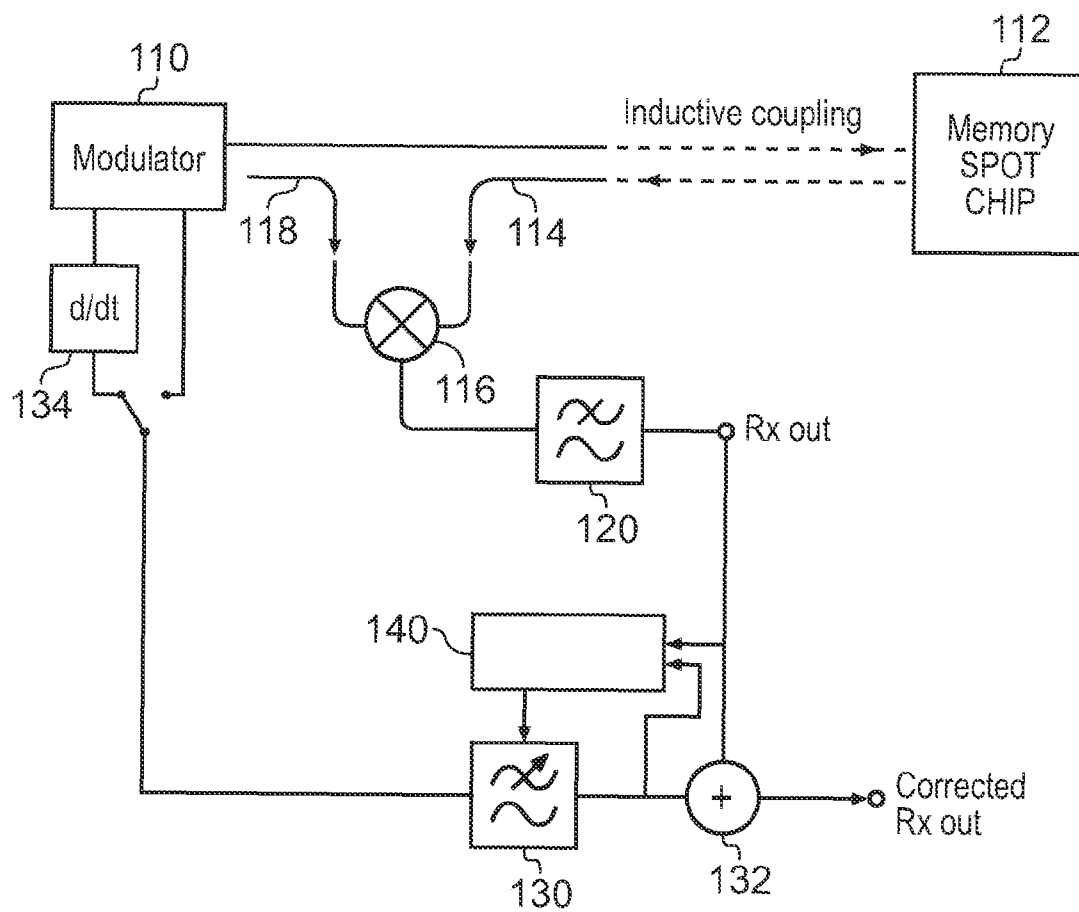 110
112
Modulator
Inductive coupling
Memory
SPOT
CHIP
118
114
d/dt
134
116
Rx out
120
140
+
Corrected
Rx out
130
132